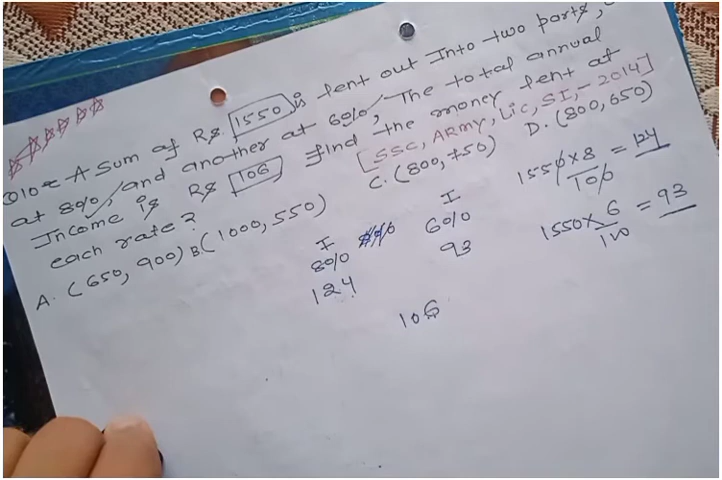 Q10 = A sum of Rs. 1550 is lent out Into two parts,
at 8%, and another at 6%, The total annual
Income is Rs 106 find the money lent at
each rate? [SSC, ARMY, Lic, SI, - 2014]
A. (650, 900) B (1000, 550) C. (800, 750) D. (800, 650)
I I 1550 x 8 / 100 = 124
8% 6% 1550 x 6 / 100 = 93
124 93
106